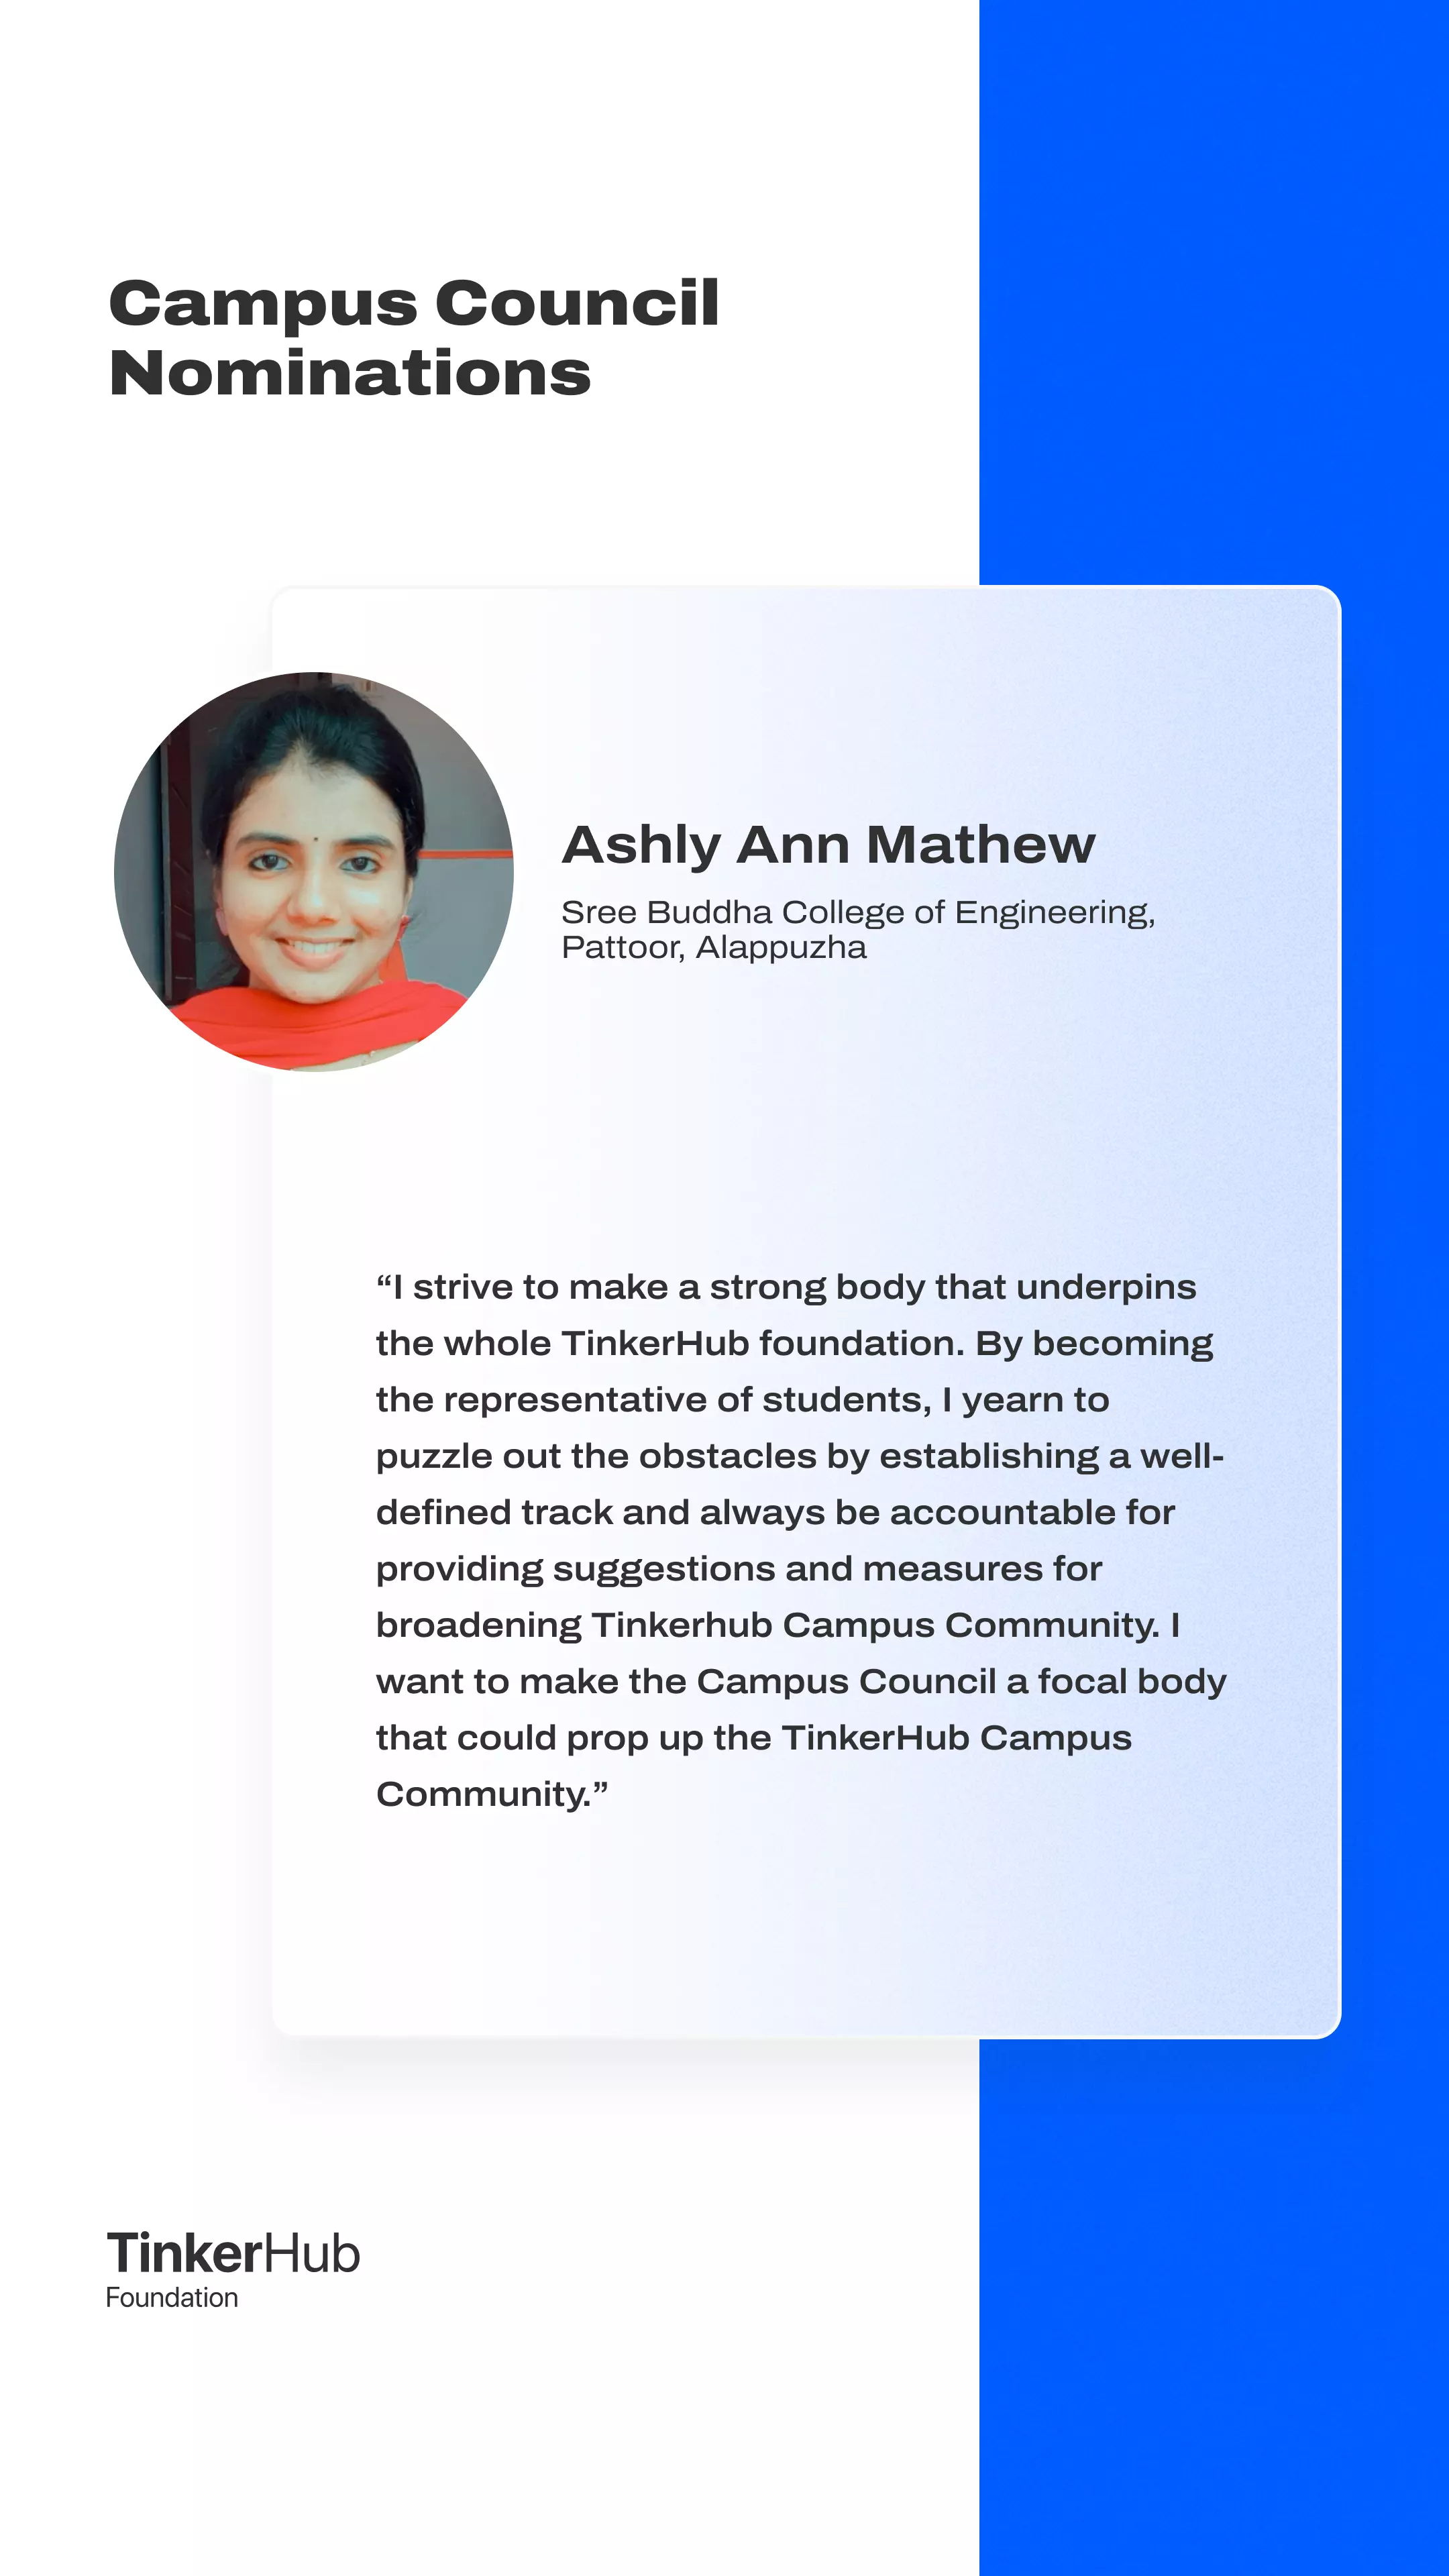 Campus Council
Nominations
Ashly Ann Mathew
Sree Buddha College of Engineering,
Pattoor, Alappuzha
“I strive to make a strong body that underpins
the whole TinkerHub foundation. By becoming
the representative of students, I yearn to
puzzle out the obstacles by establishing a well-
defined track and always be accountable for
providing suggestions and measures for
broadening Tinkerhub Campus Community. I
want to make the Campus Council a focal body
that could prop up the TinkerHub Campus
Community.”
TinkerHub
Foundation